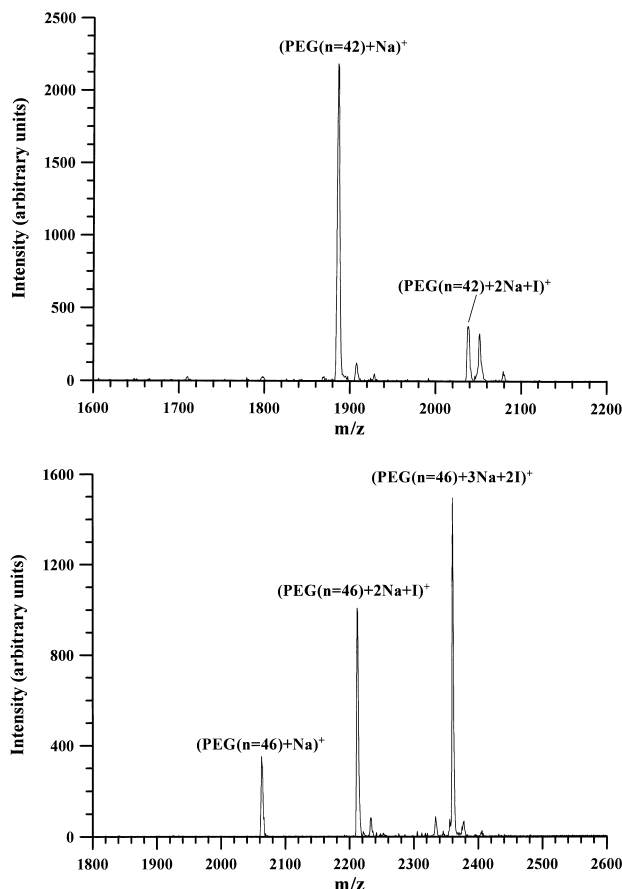 2500
(PEG(n=42)+Na)⁺
2000
1500
1000
(PEG(n=42)+2Na+I)⁺
500
0
1600 1700 1800 1900 2000 2100 2200
m/z
Intensity (arbitrary units)
1600
(PEG(n=46)+3Na+2I)⁺
1200
(PEG(n=46)+2Na+I)⁺
800
(PEG(n=46)+Na)⁺
400
0
1800 1900 2000 2100 2200 2300 2400 2500 2600
m/z
Intensity (arbitrary units)